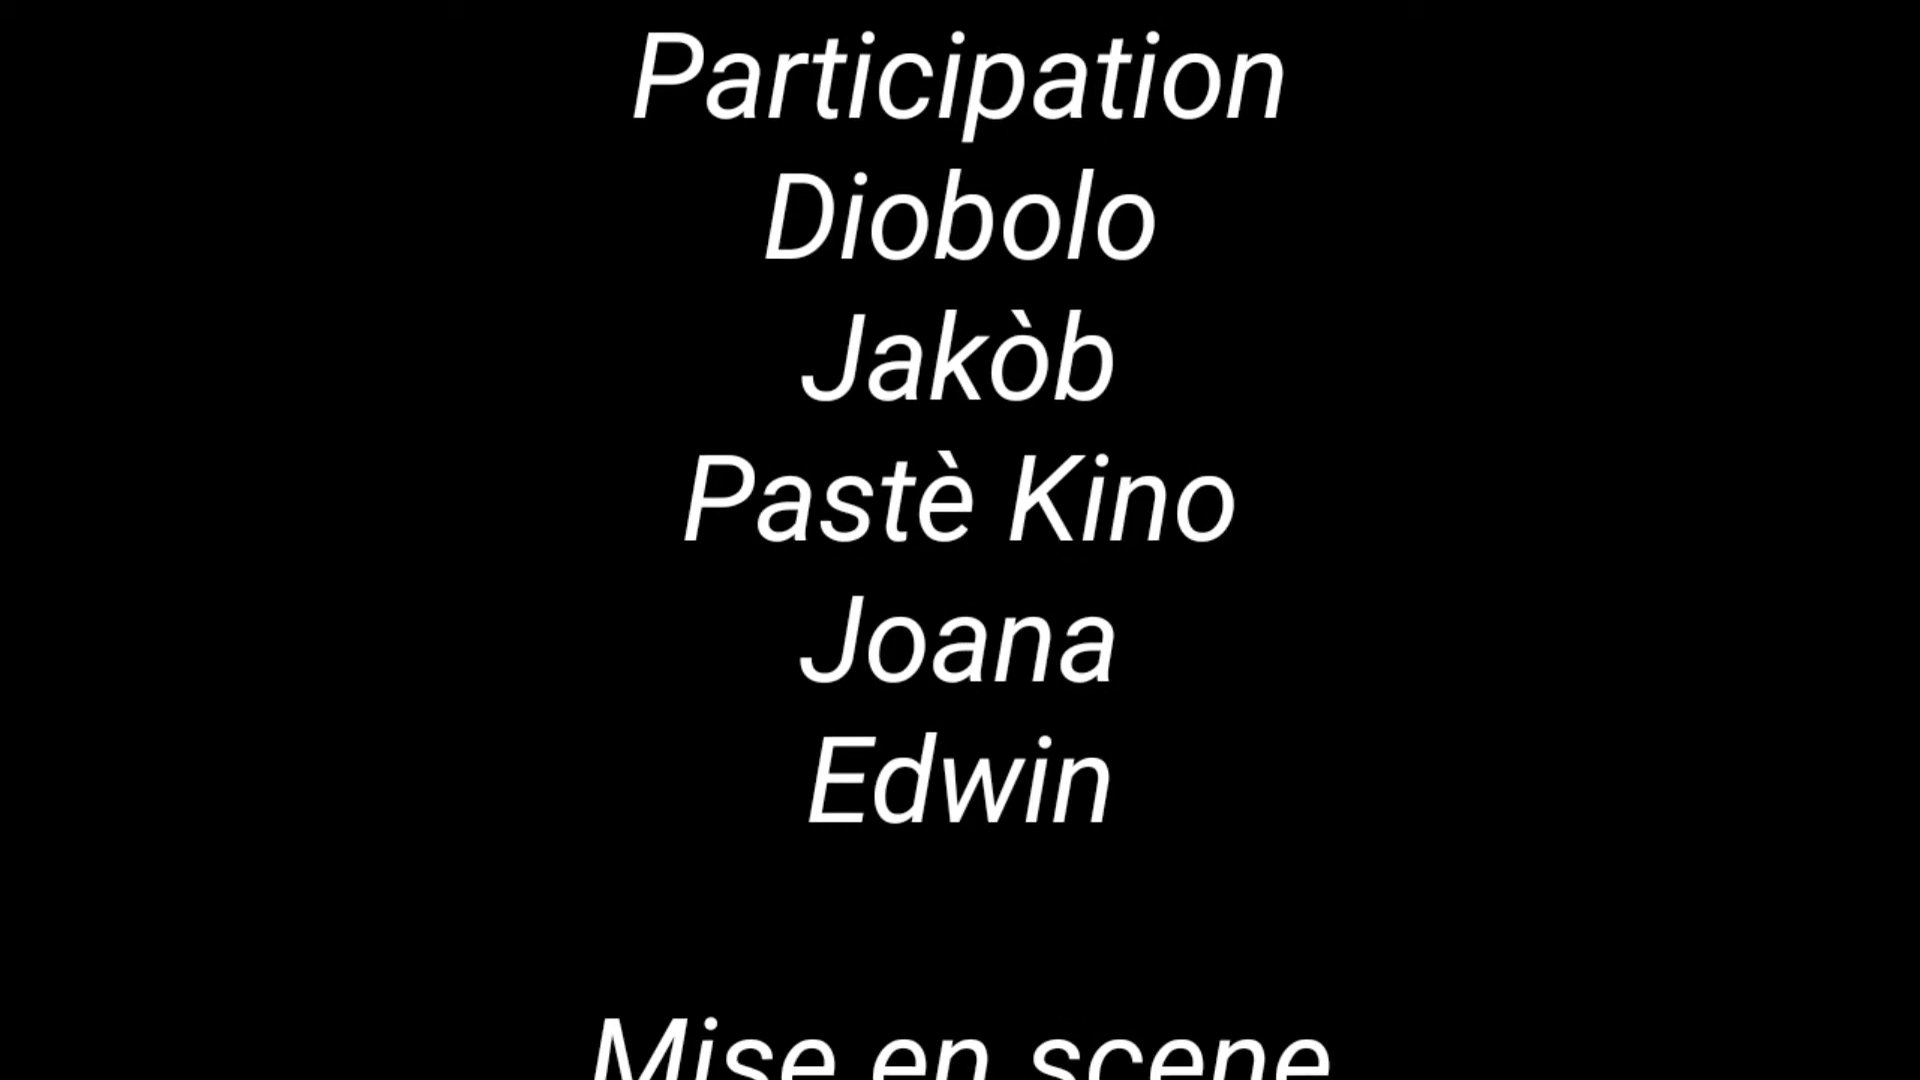 Participation
Diobolo
Jakòb
Pastè Kino
Joana
Edwin
Mise en scene